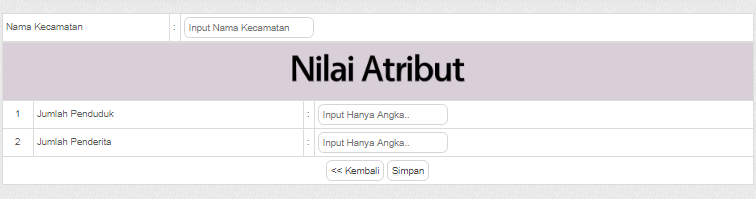 Nama Kecamatan : Input Nama Kecamatan
Nilai Atribut
1 Jumlah Penduduk : Input Hanya Angka..
2 Jumlah Penderita : Input Hanya Angka..
<< Kembali Simpan